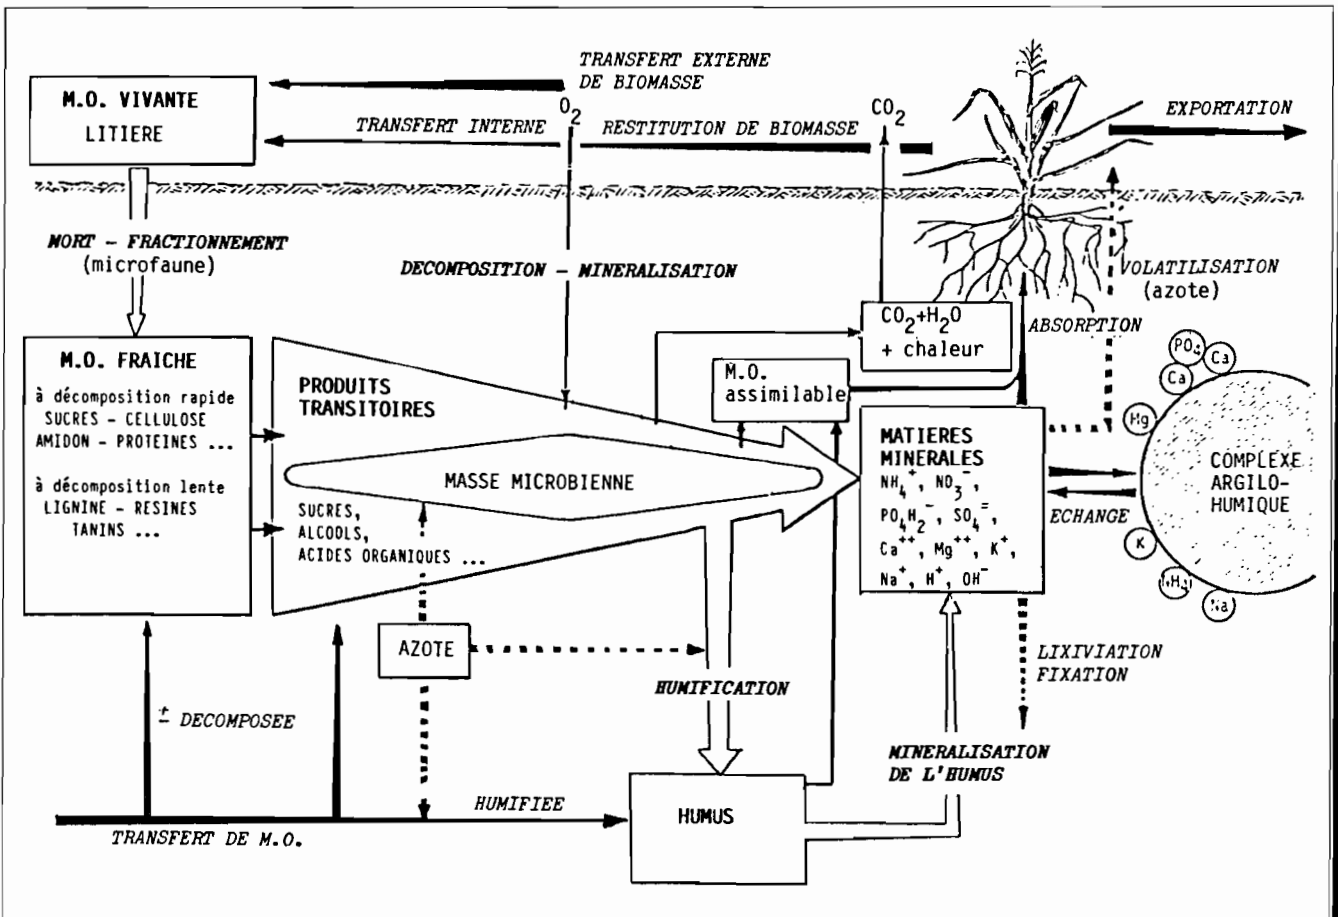 TRANSFERT EXTERNE
DE BIOMASSE
M.O. VIVANTE
LITIERE
O2
CO2
EXPORTATION
TRANSFERT INTERNE
RESTITUTION DE BIOMASSE
MORT - FRACTIONNEMENT
(microfaune)
DECOMPOSITION - MINERALISATION
VOLATILISATION
(azote)
CO2+H2O
+ chaleur
ABSORPTION
M.O. FRAICHE
à décomposition rapide
SUCRES - CELLULOSE
AMIDON - PROTEINES ...
à décomposition lente
LIGNINE - RESINES
TANINS ...
PRODUITS
TRANSITOIRES
M.O.
assimilable
MASSE MICROBIENNE
SUCRES,
ALCOOLS,
ACIDES ORGANIQUES ...
MATIERES
MINERALES
NH4+, NO3-,
PO4H2-, SO4=,
Ca++, Mg++, K+,
Na+, H+, OH-
PO4
Ca
Ca
Mg
K
NH4
Na
COMPLEXE
ARGILO-
HUMIQUE
ECHANGE
AZOTE
LIXIVIATION
FIXATION
HUMIFICATION
± DECOMPOSEE
MINERALISATION
DE L'HUMUS
HUMIFIEE
HUMUS
TRANSFERT DE M.O.